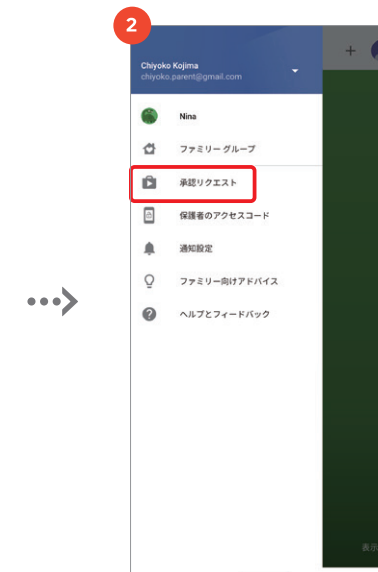 2
Chiyoko Kojima
chiyoko.parent@gmail.com
Nina
ファミリー グループ
承認リクエスト
保護者のアクセスコード
通知設定
ファミリー向けアドバイス
ヘルプとフィードバック
表示